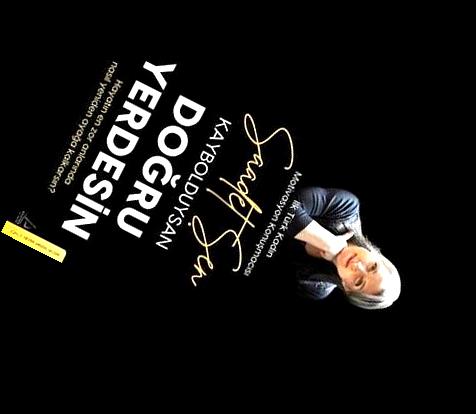 İlk Türk Kadın
Motivasyon Konuşmacısı
Saadet Şen
KAYBOLDUYSAN
DOĞRU
YERDESİN
Hayatın en zor anlarında
nasıl yeniden ayağa kalkarsın?